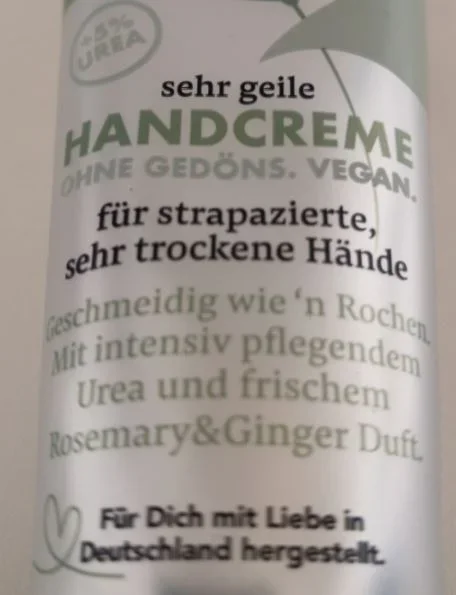 +5%
UREA
sehr geile
HANDCREME
OHNE GEDÖNS. VEGAN.
für strapazierte,
sehr trockene Hände
Geschmeidig wie 'n Rochen.
Mit intensiv pflegendem
Urea und frischem
Rosemary&Ginger Duft.
Für Dich mit Liebe in
Deutschland hergestellt.